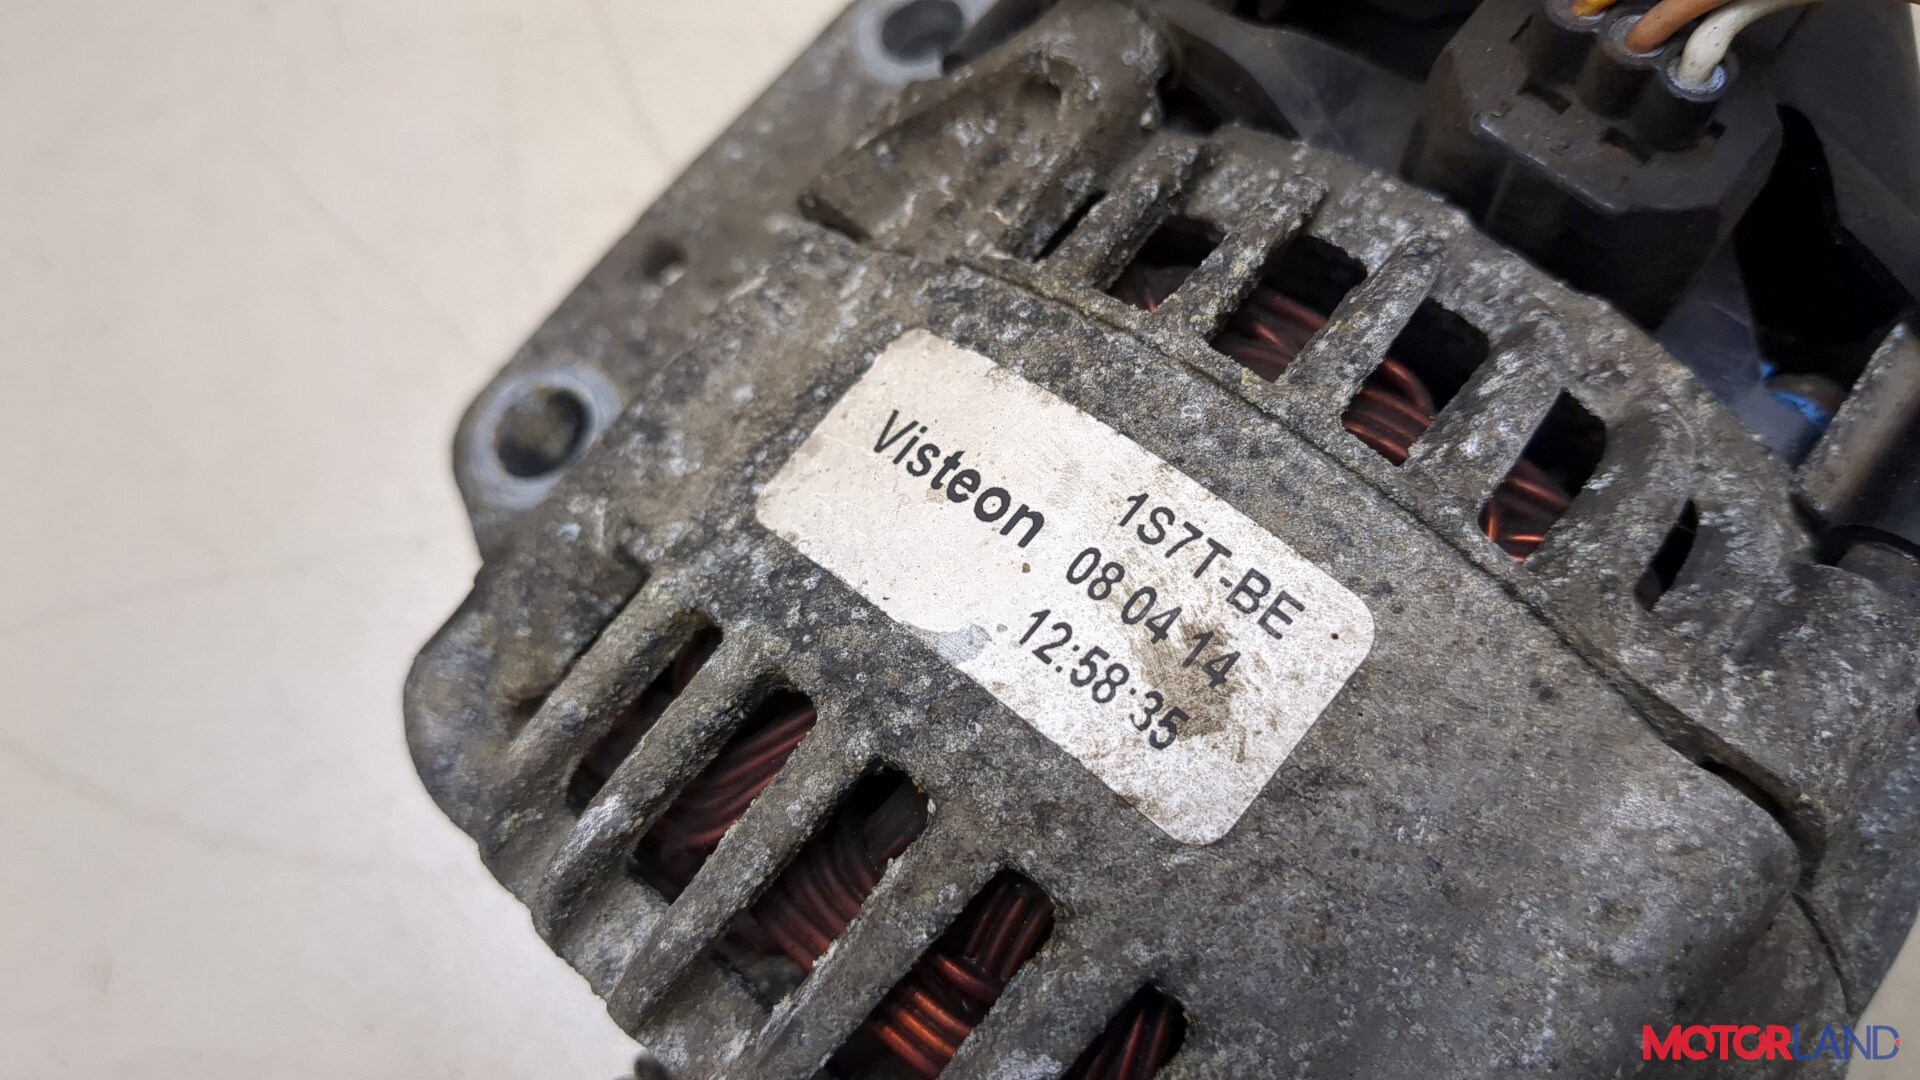 Visteon
1S7T-BE
08 04 14
12:58:35
MOTORLAND